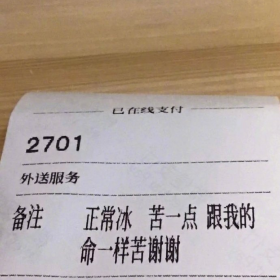 已在线支付
2701
外送服务
备注 正常冰 苦一点 跟我的
命一样苦谢谢